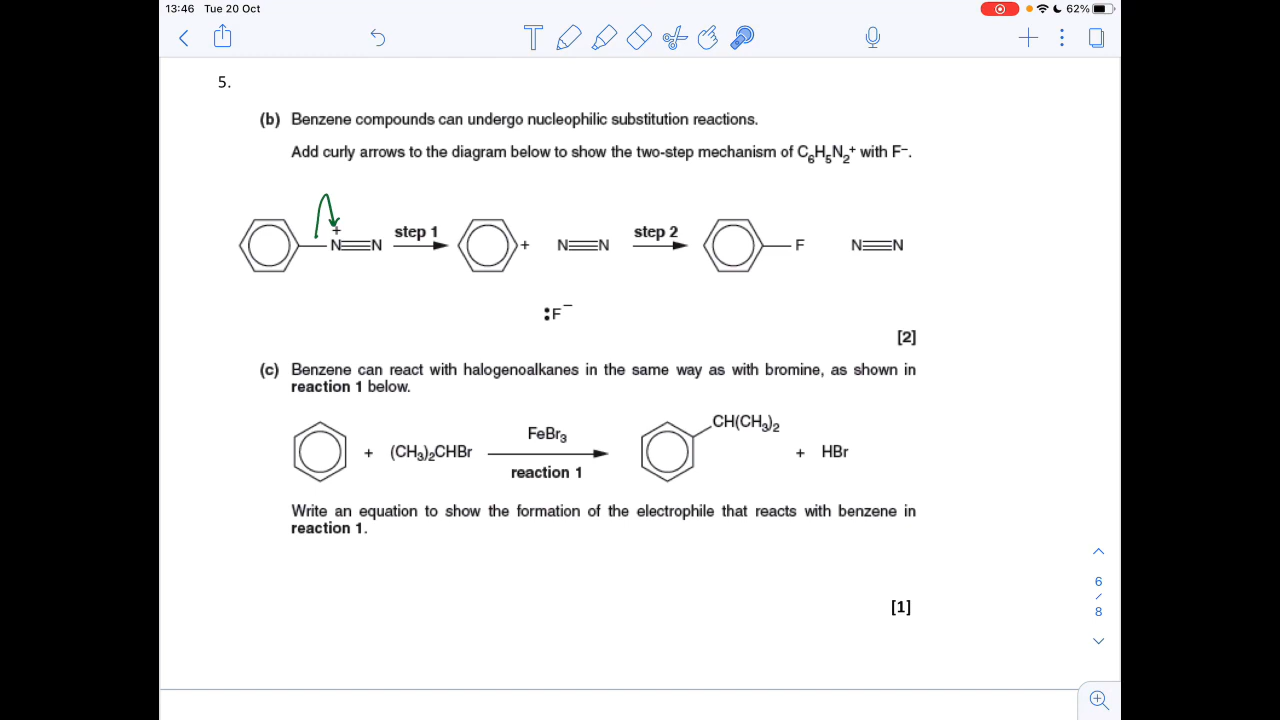 13:46 Tue 20 Oct
62%
T
5.
(b) Benzene compounds can undergo nucleophilic substitution reactions.
Add curly arrows to the diagram below to show the two-step mechanism of C₆H₅N₂⁺ with F⁻.
+
N≡N step 1 + N≡N step 2 F N≡N
:F⁻
[2]
(c) Benzene can react with halogenoalkanes in the same way as with bromine, as shown in
reaction 1 below.
CH(CH₃)₂
+ (CH₃)₂CHBr FeBr₃ + HBr
reaction 1
Write an equation to show the formation of the electrophile that reacts with benzene in
reaction 1.
6
/
8
[1]